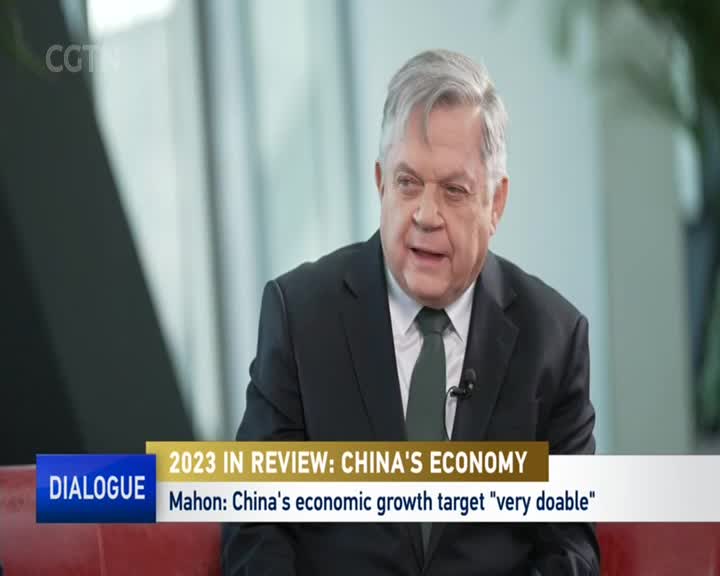 CGTN
2023 IN REVIEW: CHINA'S ECONOMY
DIALOGUE
Mahon: China's economic growth target "very doable"